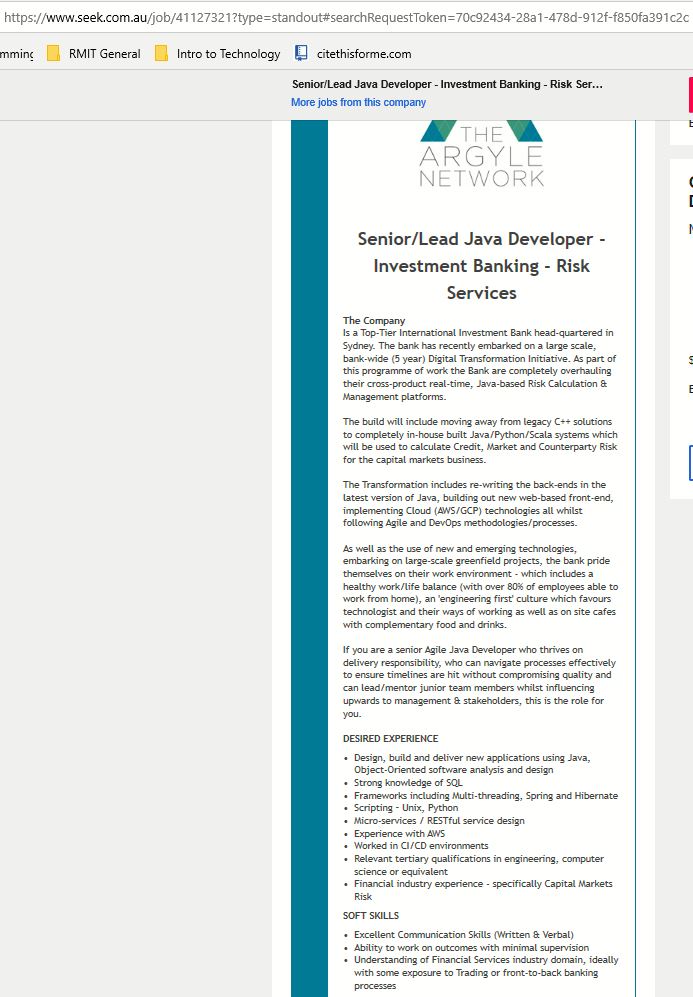 https://www.seek.com.au/job/41127321?type=standout#searchRequestToken=70c92434-28a1-478d-912f-f850fa391c2c
RMIT General Intro to Technology citethisforme.com
Senior/Lead Java Developer - Investment Banking - Risk Ser...
More jobs from this company
THE
ARGYLE
NETWORK
Senior/Lead Java Developer -
Investment Banking - Risk
Services
The Company
Is a Top-Tier International Investment Bank head-quartered in
Sydney. The bank has recently embarked on a large scale,
bank-wide (5 year) Digital Transformation Initiative. As part of
this programme of work the Bank are completely overhauling
their cross-product real-time, Java-based Risk Calculation &
Management platforms.
The build will include moving away from legacy C++ solutions
to completely in-house built Java/Python/Scala systems which
will be used to calculate Credit, Market and Counterparty Risk
for the capital markets business.
The Transformation includes re-writing the back-ends in the
latest version of Java, building out new web-based front-end,
implementing Cloud (AWS/GCP) technologies all whilst
following Agile and DevOps methodologies/processes.
As well as the use of new and emerging technologies,
embarking on large-scale greenfield projects, the bank pride
themselves on their work environment - which includes a
healthy work/life balance (with over 80% of employees able to
work from home), an 'engineering first' culture which favours
technologist and their ways of working as well as on site cafes
with complementary food and drinks.
If you are a senior Agile Java Developer who thrives on
delivery responsibility, who can navigate processes effectively
to ensure timelines are hit without compromising quality and
can lead/mentor junior team members whilst influencing
upwards to management & stakeholders, this is the role for
you.
DESIRED EXPERIENCE
• Design, build and deliver new applications using Java,
Object-Oriented software analysis and design
• Strong knowledge of SQL
• Frameworks including Multi-threading, Spring and Hibernate
• Scripting - Unix, Python
• Micro-services / RESTful service design
• Experience with AWS
• Worked in CI/CD environments
• Relevant tertiary qualifications in engineering, computer
science or equivalent
• Financial industry experience - specifically Capital Markets
Risk
SOFT SKILLS
• Excellent Communication Skills (Written & Verbal)
• Ability to work on outcomes with minimal supervision
• Understanding of Financial Services industry domain, ideally
with some exposure to Trading or front-to-back banking
processes